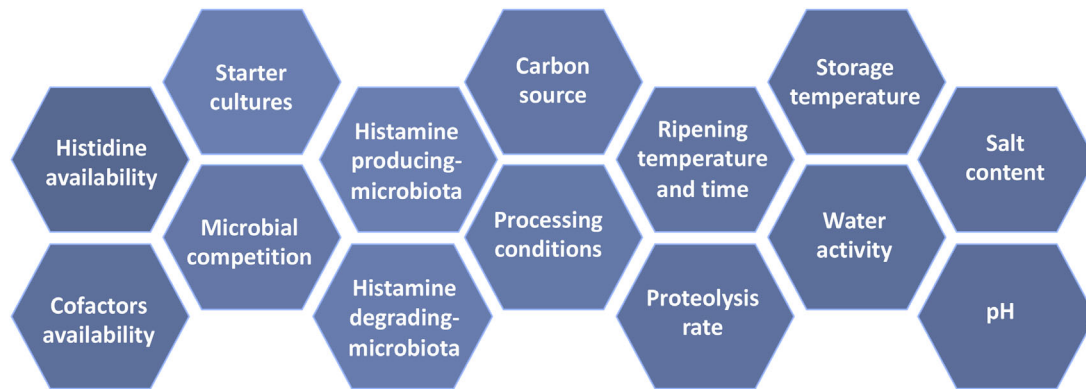 Histidine
availability
Cofactors
availability
Starter
cultures
Microbial
competition
Histamine
producing-
microbiota
Histamine
degrading-
microbiota
Carbon
source
Processing
conditions
Ripening
temperature
and time
Proteolysis
rate
Storage
temperature
Water
activity
Salt
content
pH